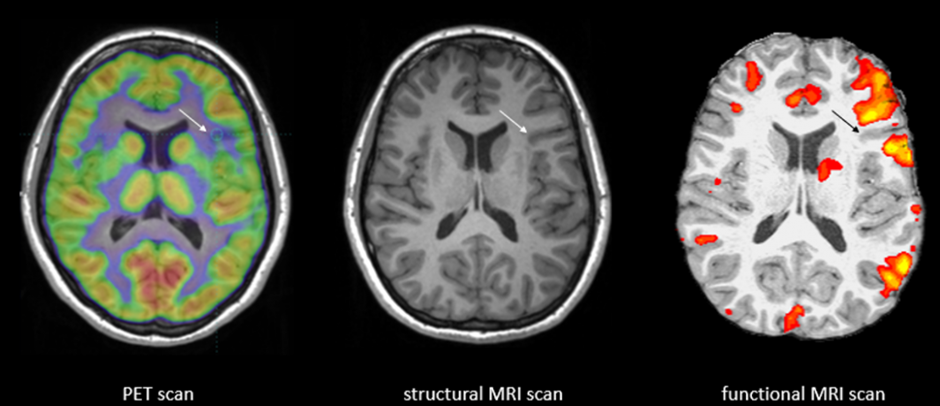 PET scan
structural MRI scan
functional MRI scan